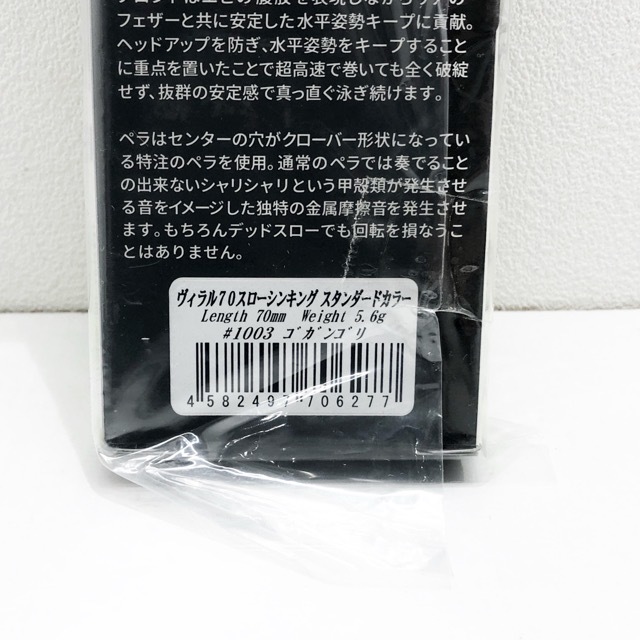 フェザーと共に安定した水平姿勢キープに貢献。
ヘッドアップを防ぎ、水平姿勢をキープすること
に重点を置いたことで超高速で巻いても全く破綻
せず、抜群の安定感で真っ直ぐ泳ぎ続けます。
ペラはセンターの穴がクローバー形状になってい
る特注のペラを使用。通常のペラでは奏でること
の出来ないシャリシャリという甲殻類が発生させ
る音をイメージした独特の金属摩擦音を発生させ
ます。もちろんデッドスローでも回転を損なうこ
とはありません。
ヴィラル70スローシンキング スタンダードカラー
Length 70mm Weight 5.6g
#1003 ゴガンゴリ
4582497706277